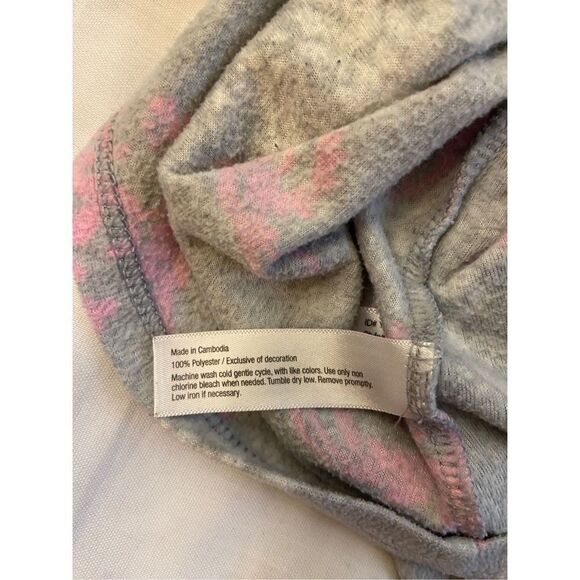 ID#
Made in Cambodia
100% Polyester / Exclusive of decoration
Machine wash cold gentle cycle, with like colors. Use only non
chlorine bleach when needed. Tumble dry low. Remove promptly.
Low iron if necessary.